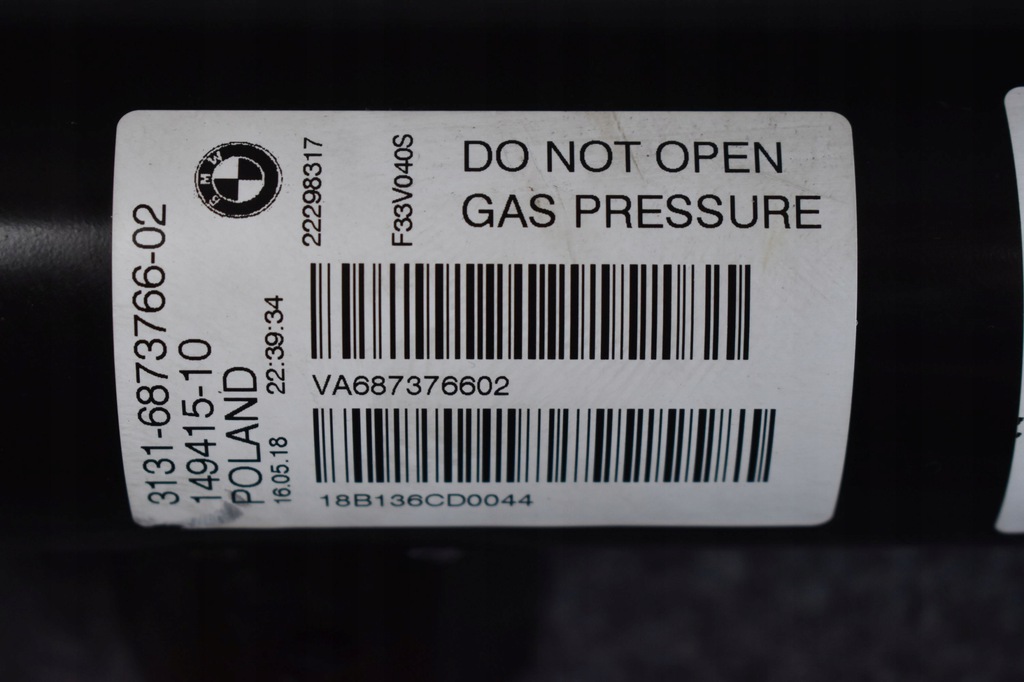 3131-6873766-02
149415-10
POLAND
16.05.18 22:39:34
BMW
22298317
F33V040S
DO NOT OPEN
GAS PRESSURE
VA687376602
18B136CD0044